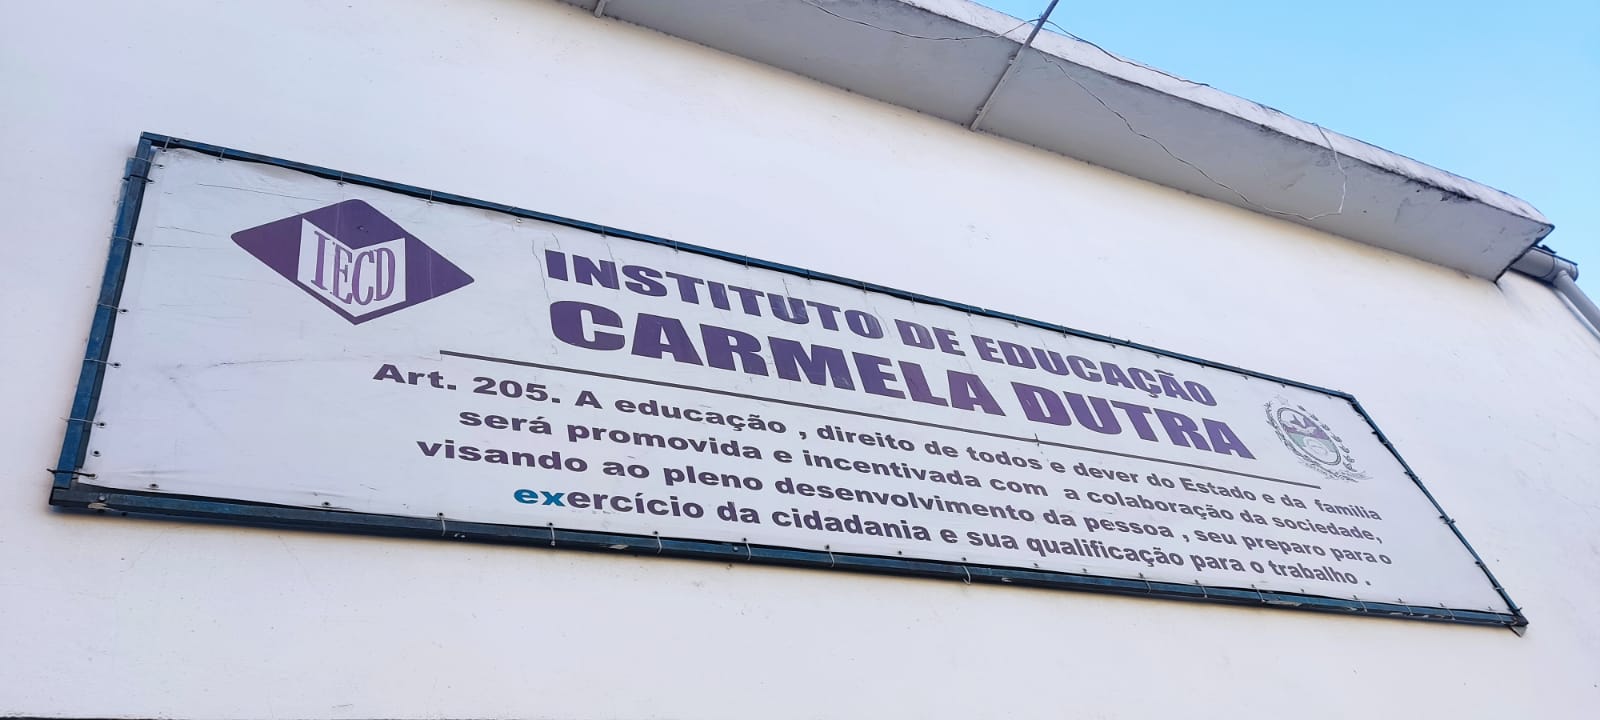 IECD
INSTITUTO DE EDUCAÇÃO
CARMELA DUTRA
Art. 205. A educação , direito de todos e dever do Estado e da familia
será promovida e incentivada com a colaboração da sociedade,
visando ao pleno desenvolvimento da pessoa , seu preparo para o
exercício da cidadania e sua qualificação para o trabalho .